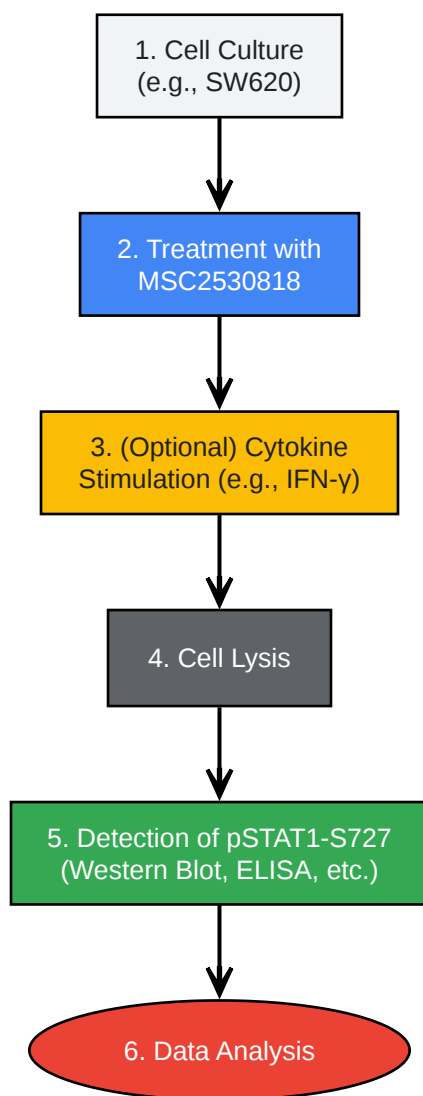 1. Cell Culture
(e.g., SW620)
2. Treatment with
MSC2530818
3. (Optional) Cytokine
Stimulation (e.g., IFN-γ)
4. Cell Lysis
5. Detection of pSTAT1-S727
(Western Blot, ELISA, etc.)
6. Data Analysis